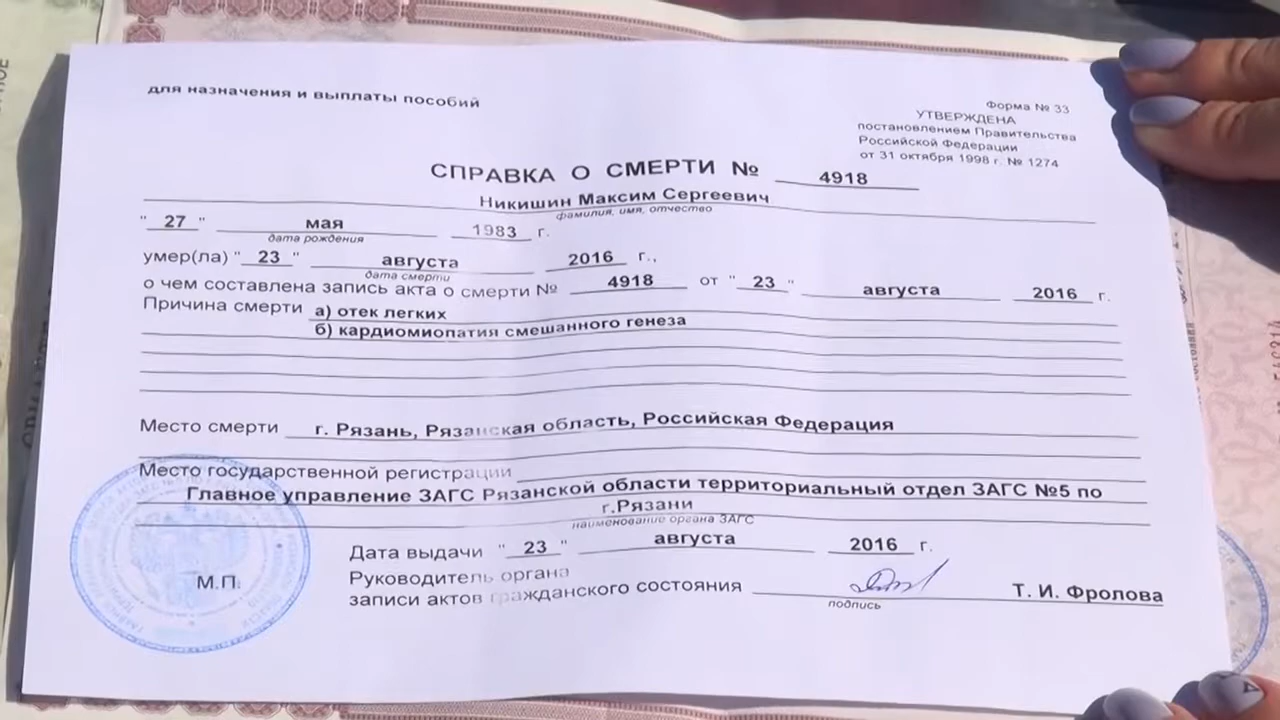 для назначения и выплаты пособий
Форма № 33
УТВЕРЖДЕНА
постановлением Правительства
Российской Федерации
от 31 октября 1998 г. № 1274
СПРАВКА О СМЕРТИ № 4918
Никишин Максим Сергеевич
фамилия, имя, отчество
" 27 " мая 1983 г.
дата рождения
умер(ла) " 23 " августа 2016 г.,
дата смерти
о чем составлена запись акта о смерти № 4918 от " 23 " августа 2016 г.
Причина смерти а) отек легких
б) кардиомиопатия смешанного генеза
Место смерти г. Рязань, Рязанская область, Российская Федерация
Место государственной регистрации
Главное управление ЗАГС Рязанской области территориальный отдел ЗАГС №5 по
г.Рязани
наименование органа ЗАГС
Дата выдачи " 23 " августа 2016 г.
М.П.
Руководитель органа
записи актов гражданского состояния Т. И. Фролова
подпись